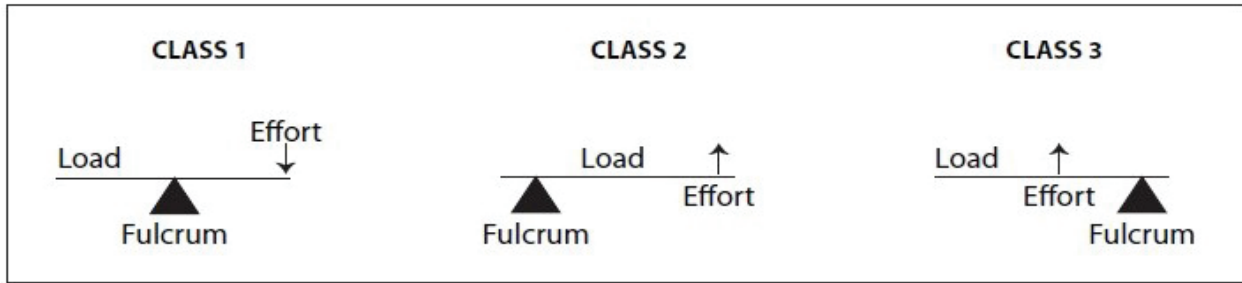 CLASS 1
CLASS 2
CLASS 3
Effort
Load
Fulcrum
Load
Effort
Fulcrum
Load
Effort
Fulcrum